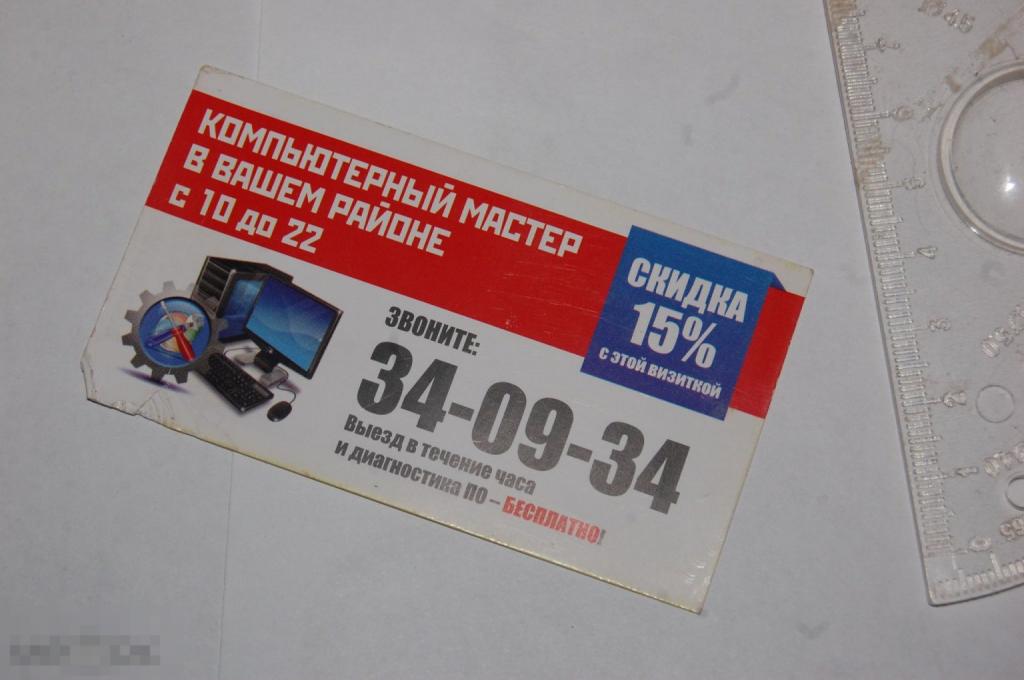 КОМПЬЮТЕРНЫЙ МАСТЕР
В ВАШЕМ РАЙОНЕ
с 10 до 22
СКИДКА
15%
С ЭТОЙ ВИЗИТКОЙ
ЗВОНИТЕ:
34-09-34
Выезд в течение часа
и диагностика ПО – БЕСПЛАТНО!